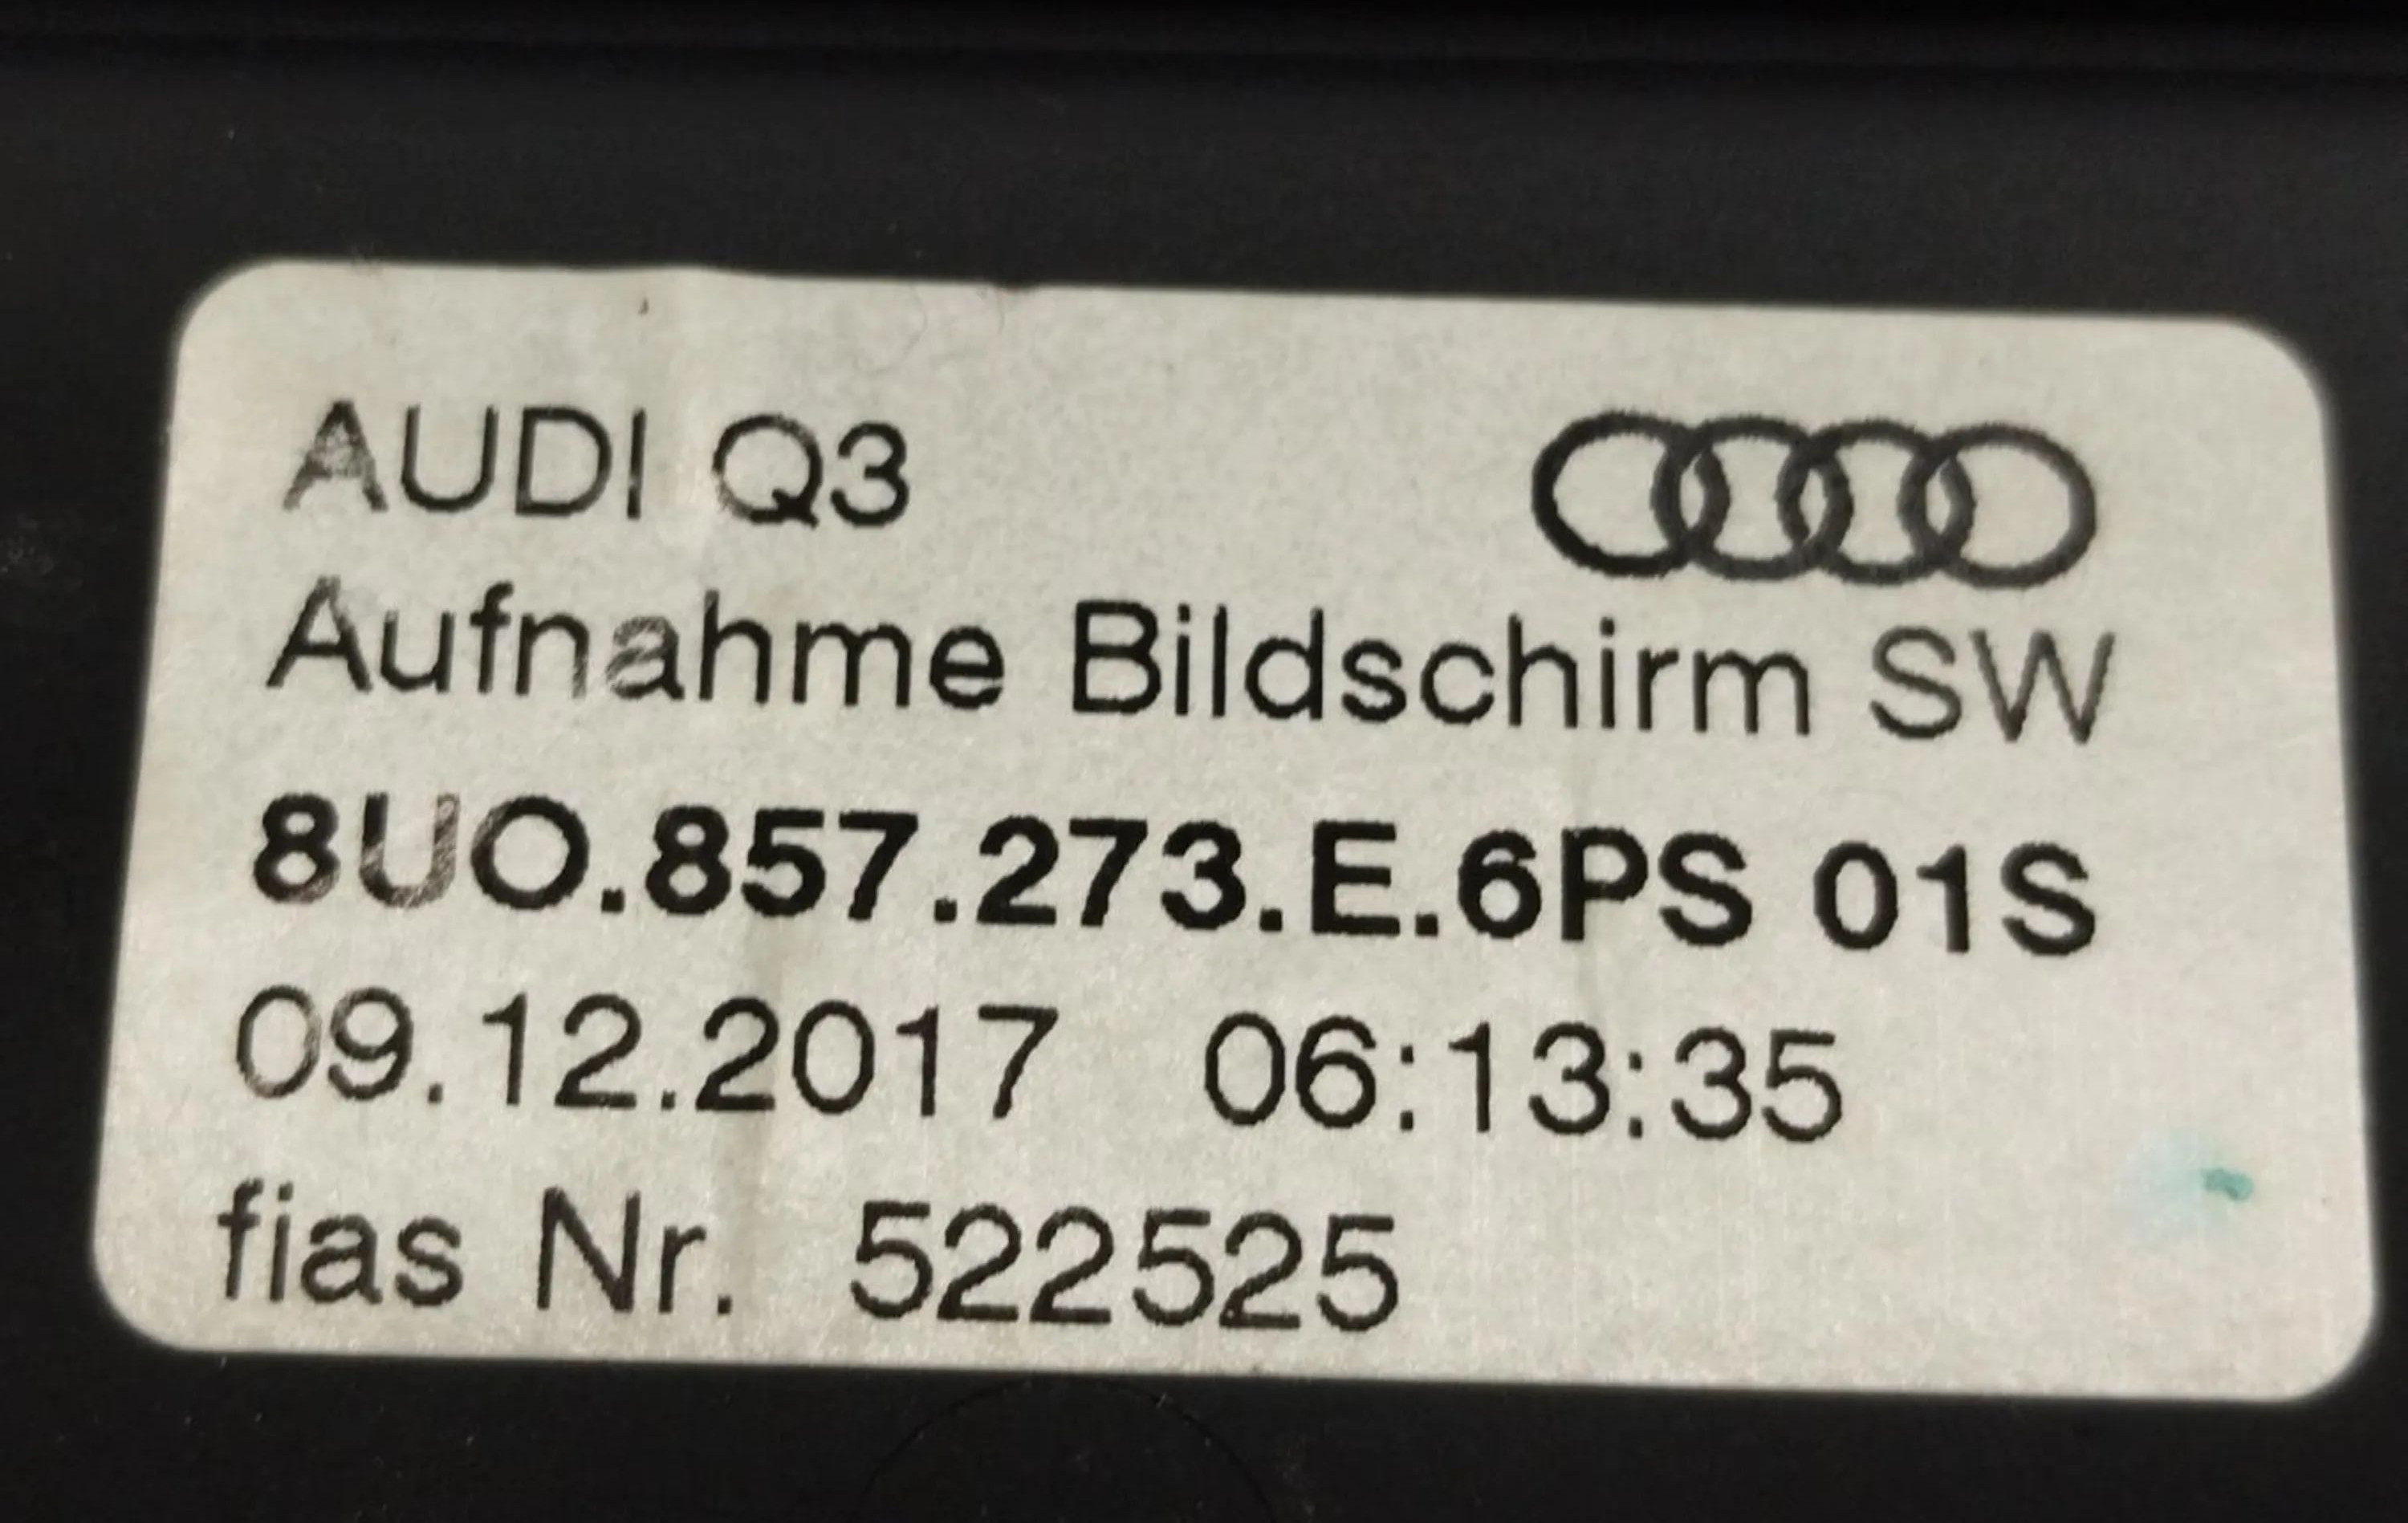 AUDI Q3
Aufnahme Bildschirm SW
8U0.857.273.E.6PS 01S
09.12.2017 06:13:35
fias Nr. 522525